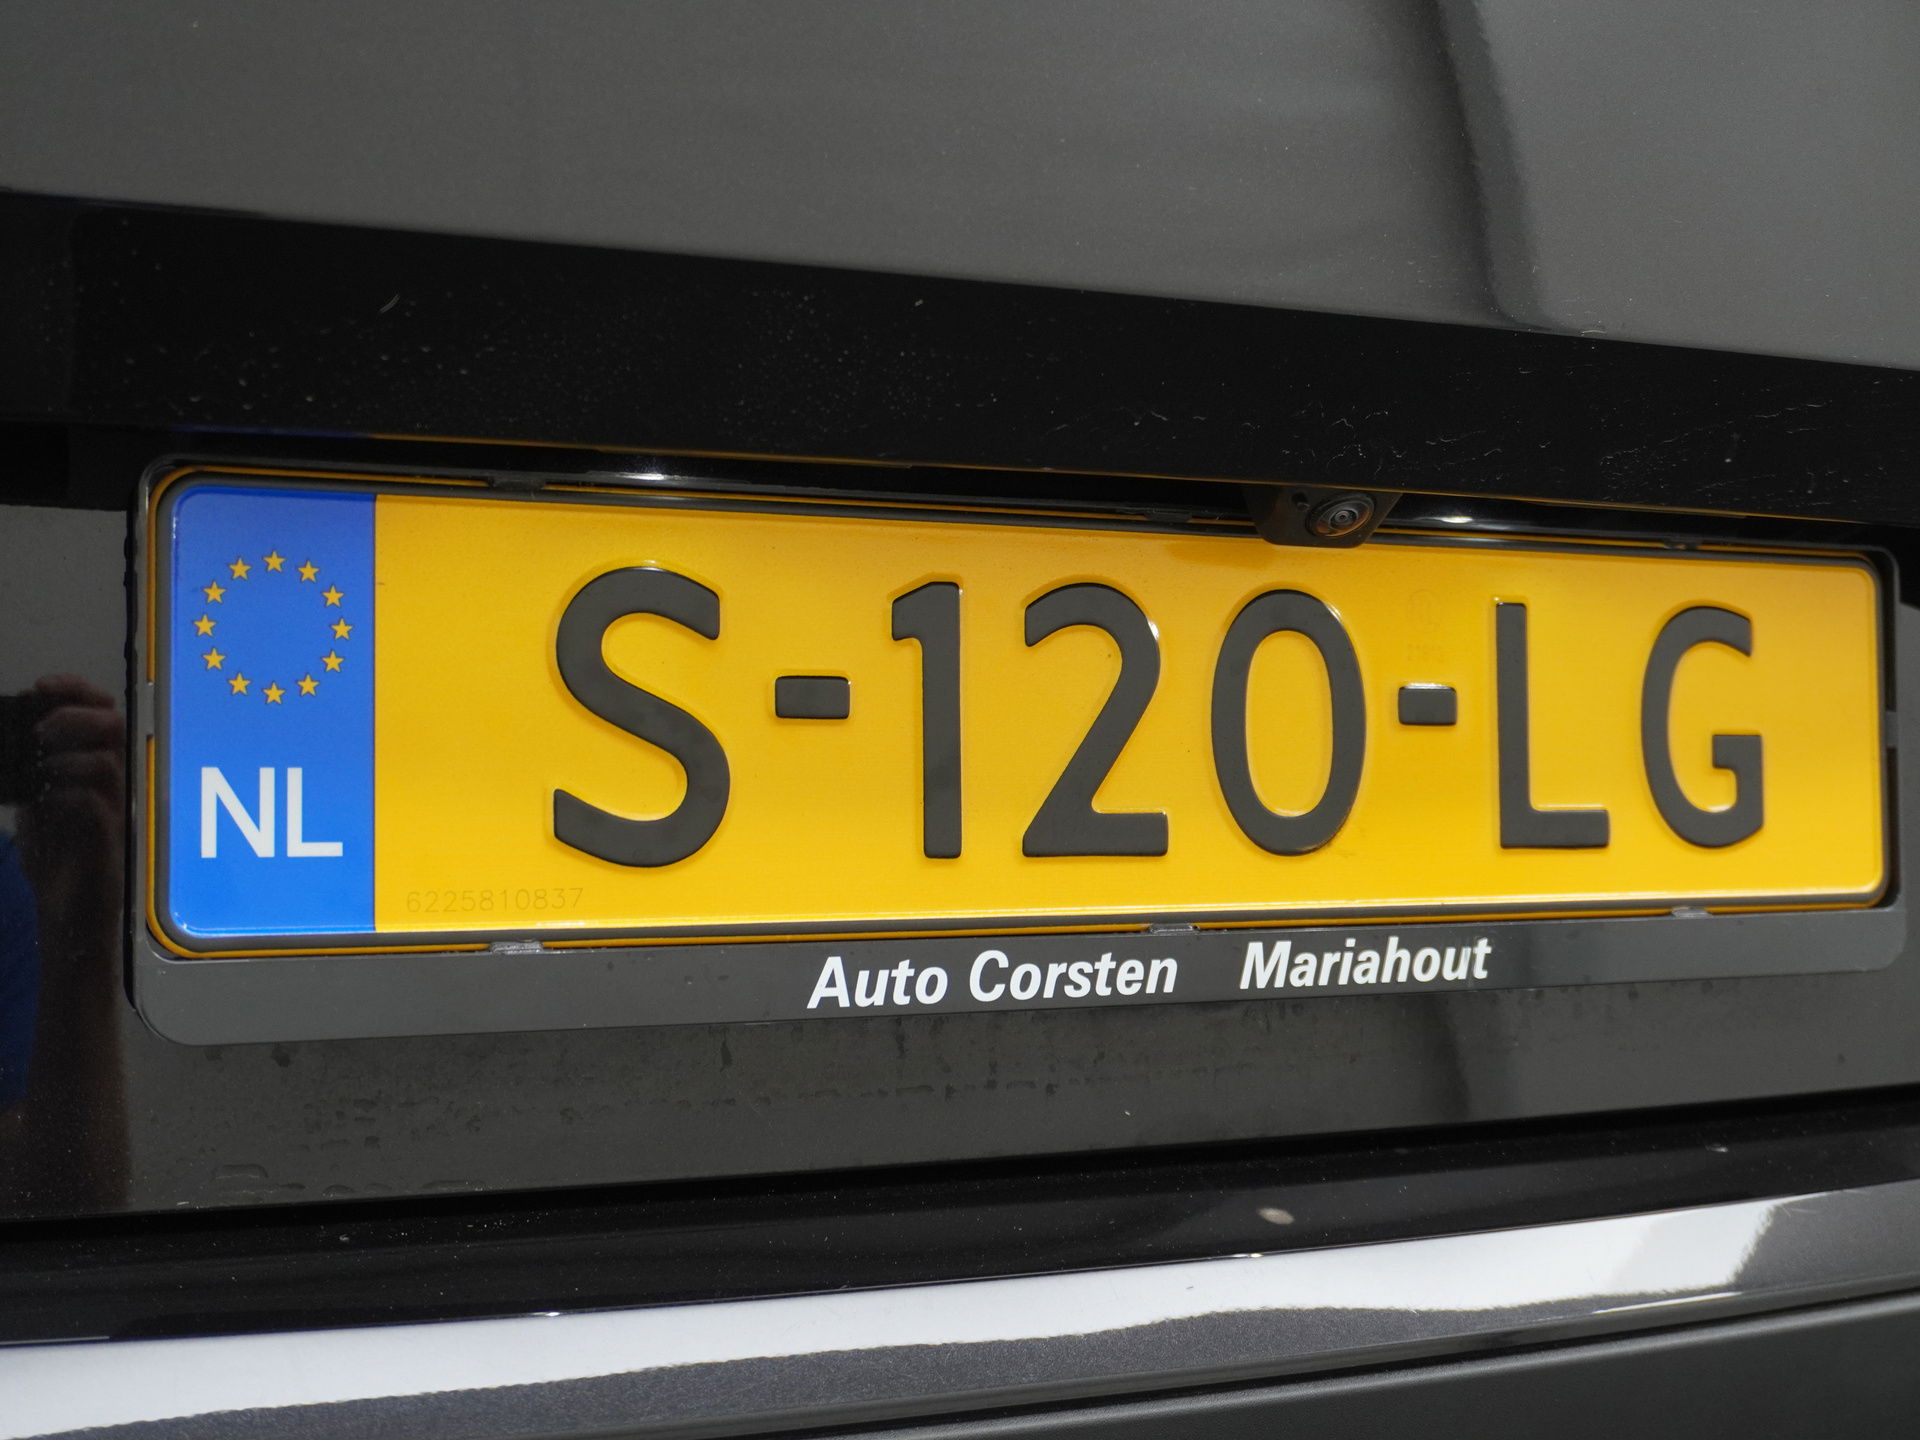 S-120-LG
NL
6225810837
Auto Corsten Mariahout